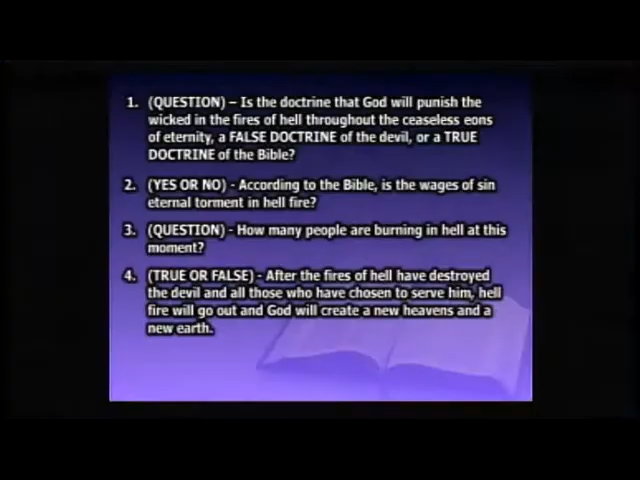 1. (QUESTION) – Is the doctrine that God will punish the
wicked in the fires of hell throughout the ceaseless eons
of eternity, a FALSE DOCTRINE of the devil, or a TRUE
DOCTRINE of the Bible?
2. (YES OR NO) - According to the Bible, is the wages of sin
eternal torment in hell fire?
3. (QUESTION) - How many people are burning in hell at this
moment?
4. (TRUE OR FALSE) - After the fires of hell have destroyed
the devil and all those who have chosen to serve him, hell
fire will go out and God will create a new heavens and a
new earth.